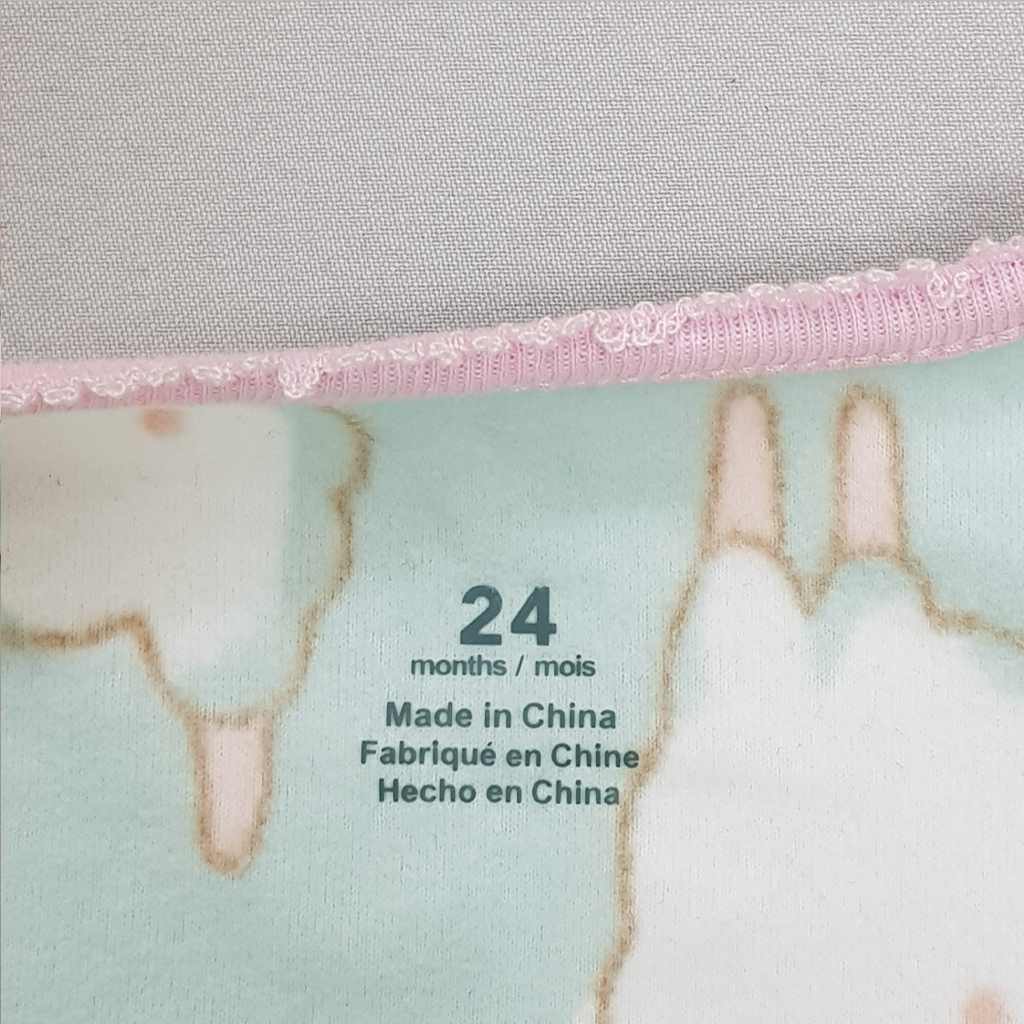 24
months / mois
Made in China
Fabriqué en Chine
Hecho en China